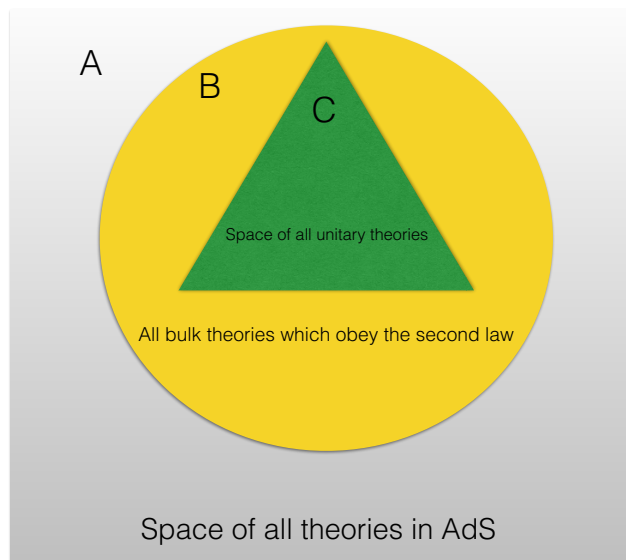 A
B
C
Space of all unitary theories
All bulk theories which obey the second law
Space of all theories in AdS